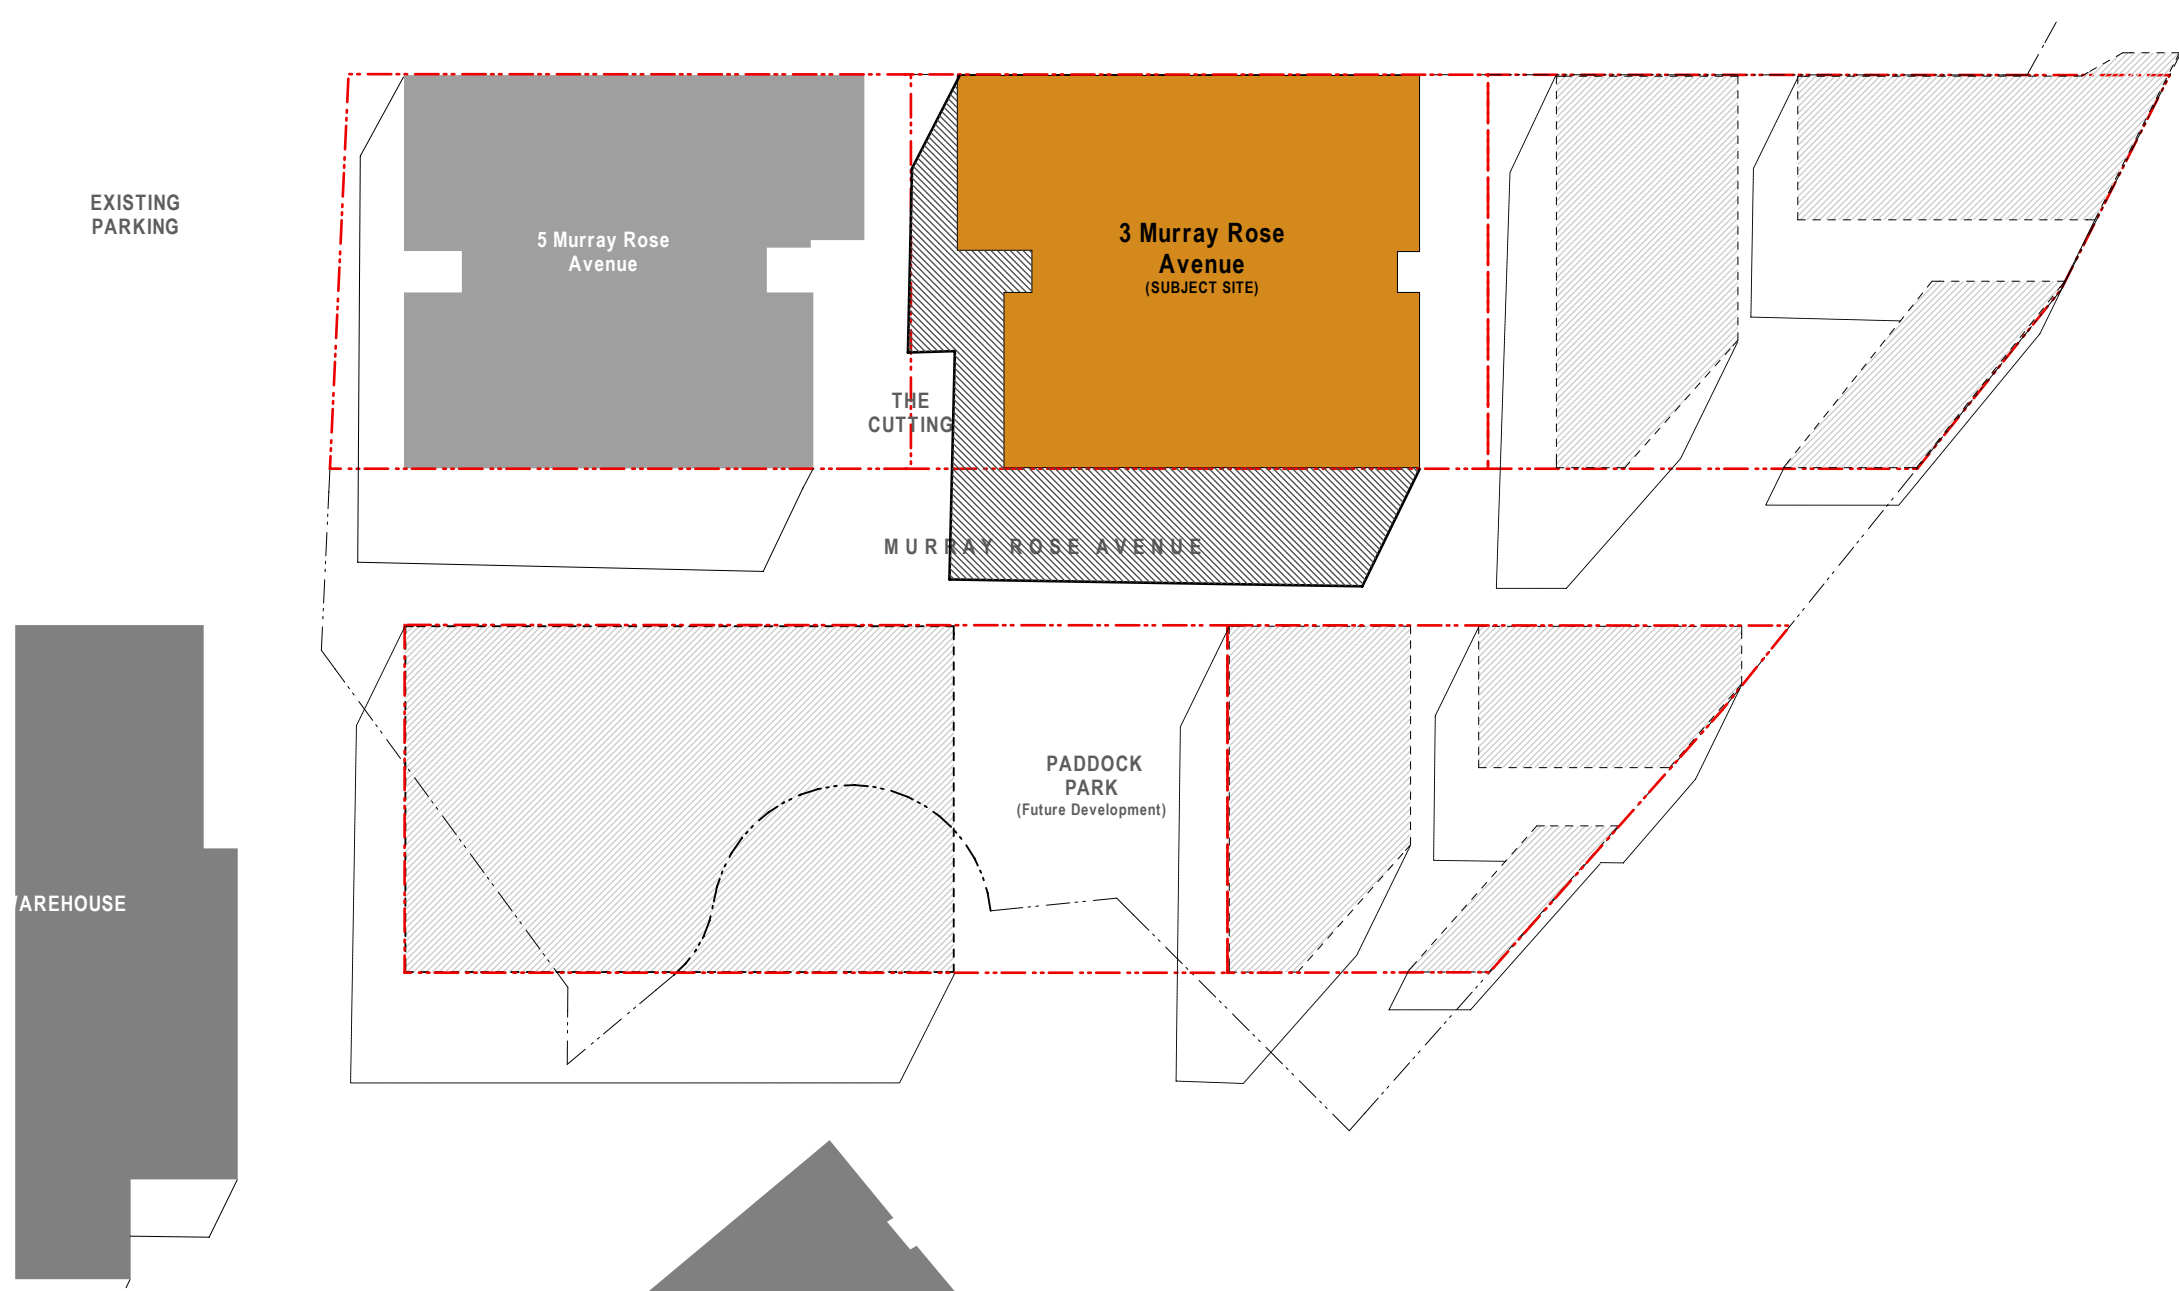 EXISTING
PARKING
5 Murray Rose
Avenue
3 Murray Rose
Avenue
(SUBJECT SITE)
THE
CUTTING
MURRAY ROSE AVENUE
PADDOCK
PARK
(Future Development)
AREHOUSE